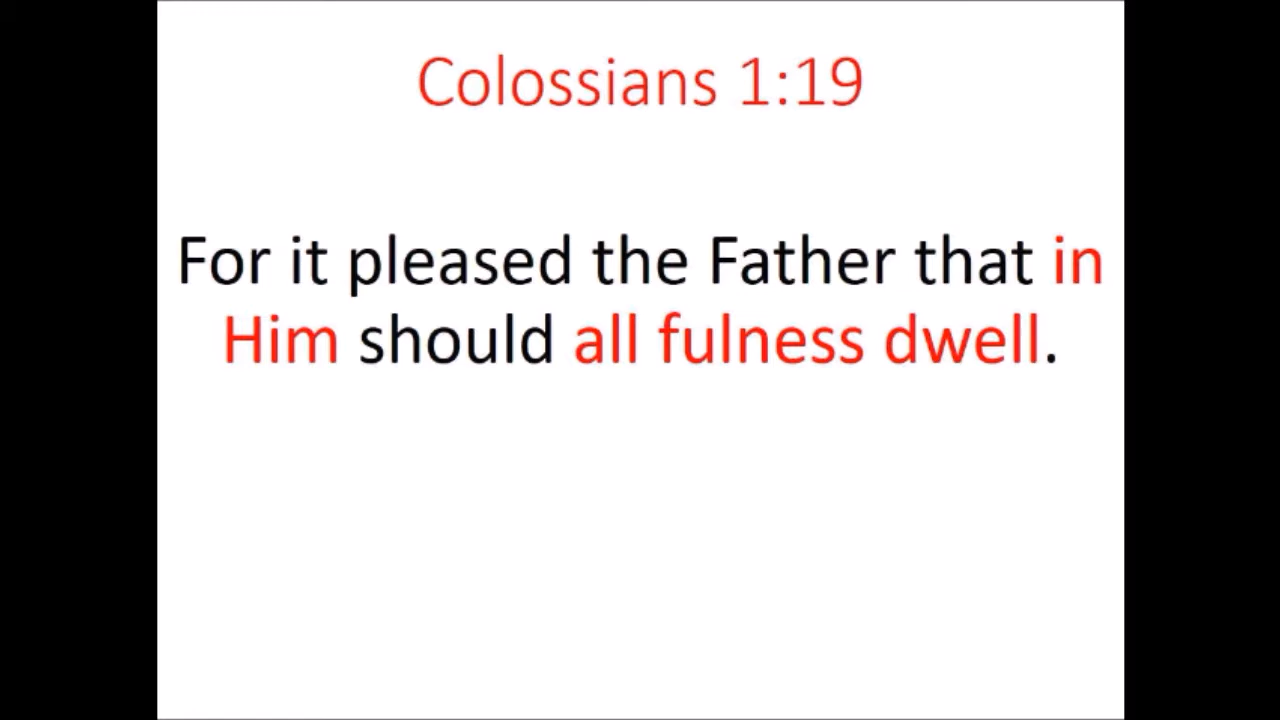 Colossians 1:19
For it pleased the Father that in
Him should all fulness dwell.